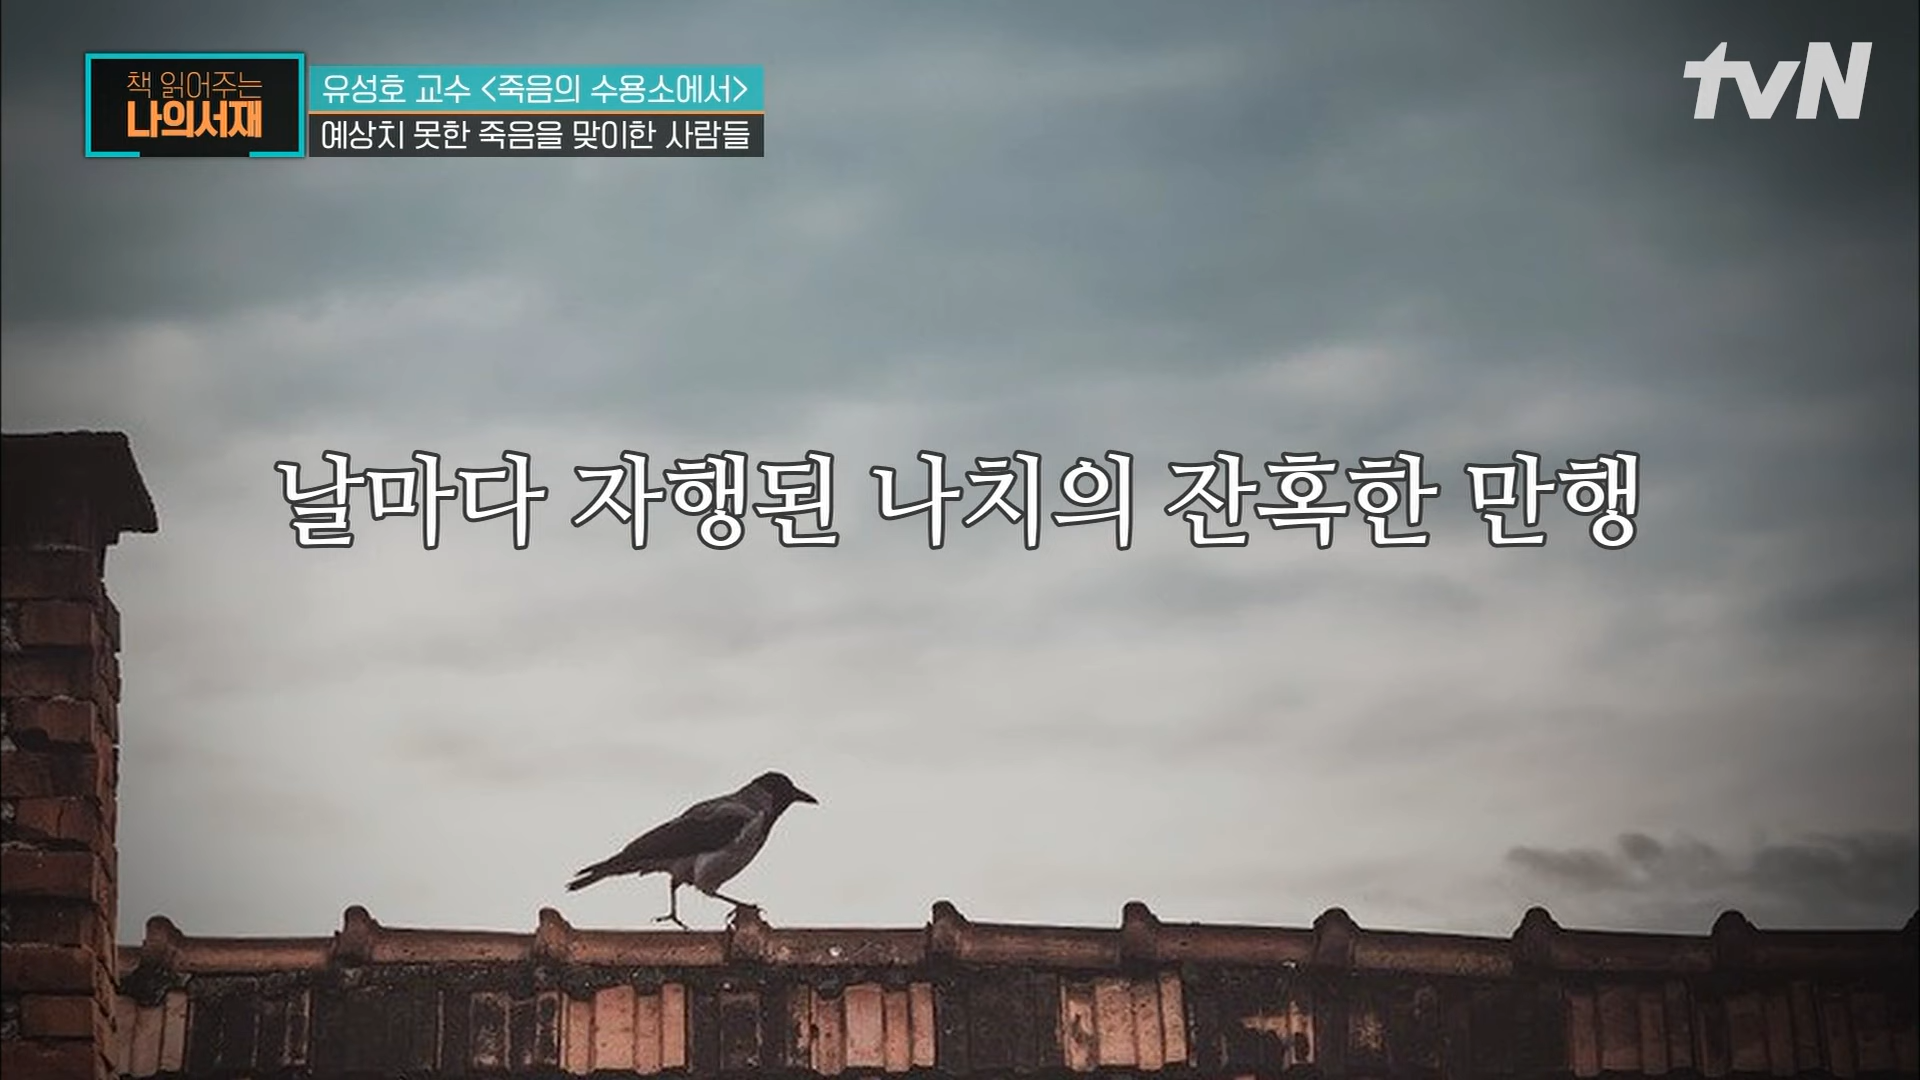 책 읽어주는
나의서재
유성호 교수 <죽음의 수용소에서>
예상치 못한 죽음을 맞이한 사람들
tvN
날마다 자행된 나치의 잔혹한 만행